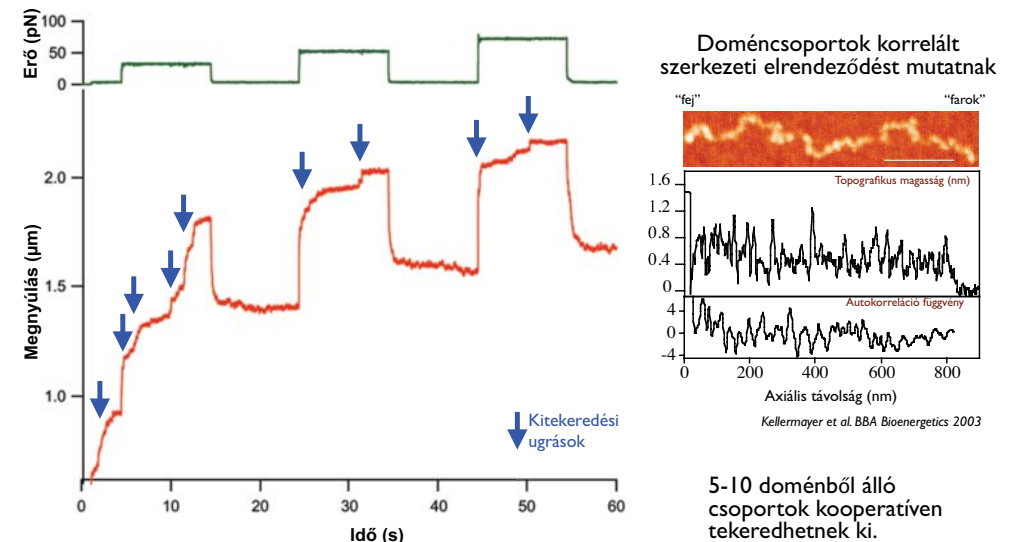 Erő (pN)
100
50
0
Megnyúlás (µm)
2.0
1.5
1.0
Kitekeredési
ugrások
0
10
20
30
40
50
60
Idő (s)
Doméncsoportok korrelált
szerkezeti elrendeződést mutatnak
“fej”
“farok”
Topografikus magasság (nm)
1.6
1.2
0.8
0.4
0
Autokorreláció függvény
4
0
-4
0
200
400
600
800
Axiális távolság (nm)
Kellermayer et al. BBA Bioenergetics 2003
5-10 doménből álló
csoportok kooperatíven
tekeredhetnek ki.